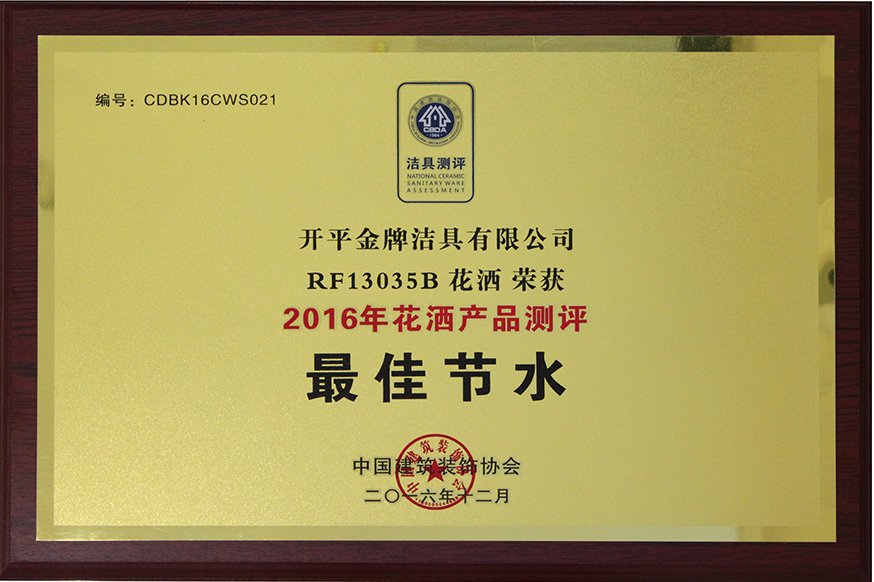 编号：CDBK16CWS021
CBDA
1984
洁具测评
NATIONAL CERAMIC
SANITARY WARE
ASSESSMENT
开平金牌洁具有限公司
RF13035B 花洒 荣获
2016年花洒产品测评
最佳节水
中国建筑装饰协会
二〇一六年十二月